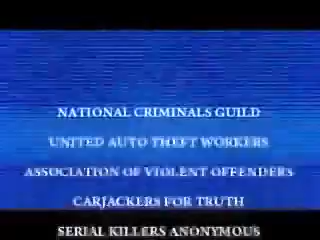 NATIONAL CRIMINALS GUILD
UNITED AUTO THEFT WORKERS
ASSOCIATION OF VIOLENT OFFENDERS
CARJACKERS FOR TRUTH
SERIAL KILLERS ANONYMOUS